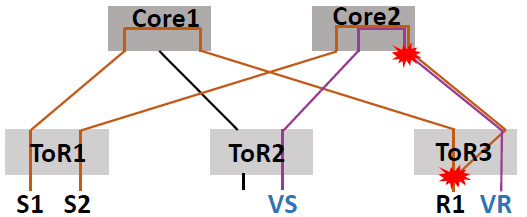 Core1
Core2
ToR1
ToR2
ToR3
S1 S2
VS
R1 VR